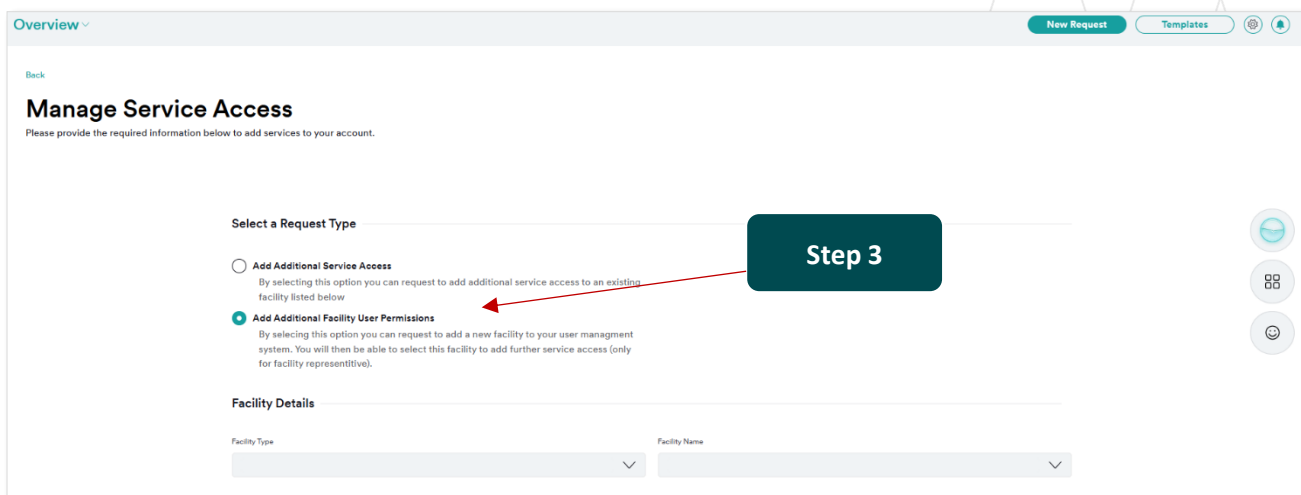 Overview
New Request
Templates
Back
Manage Service Access
Please provide the required information below to add services to your account.
Select a Request Type
Step 3
Add Additional Service Access
By selecting this option you can request to add additional service access to an existing
facility listed below
Add Additional Facility User Permissions
By selecing this option you can request to add a new facility to your user managment
system. You will then be able to select this facility to add further service access (only
for facility representitive).
Facility Details
Facility Type
Facility Name